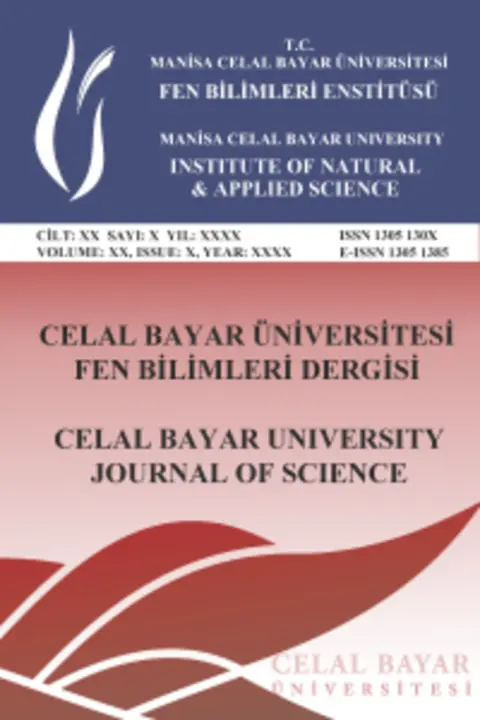 T.C.
MANİSA CELAL BAYAR ÜNİVERSİTESİ
FEN BİLİMLERİ ENSTİTÜSÜ
MANİSA CELAL BAYAR UNIVERSITY
INSTITUTE OF NATURAL
& APPLIED SCIENCE
CİLT: XX SAYI: X YIL: XXXX ISSN 1305 130X
VOLUME: XX, ISSUE: X, YEAR: XXXX E-ISSN 1305 1385
CELAL BAYAR ÜNİVERSİTESİ
FEN BİLİMLERİ DERGİSİ
CELAL BAYAR UNIVERSITY
JOURNAL OF SCIENCE
CELAL BAYAR
ÜNİVERSİTESİ